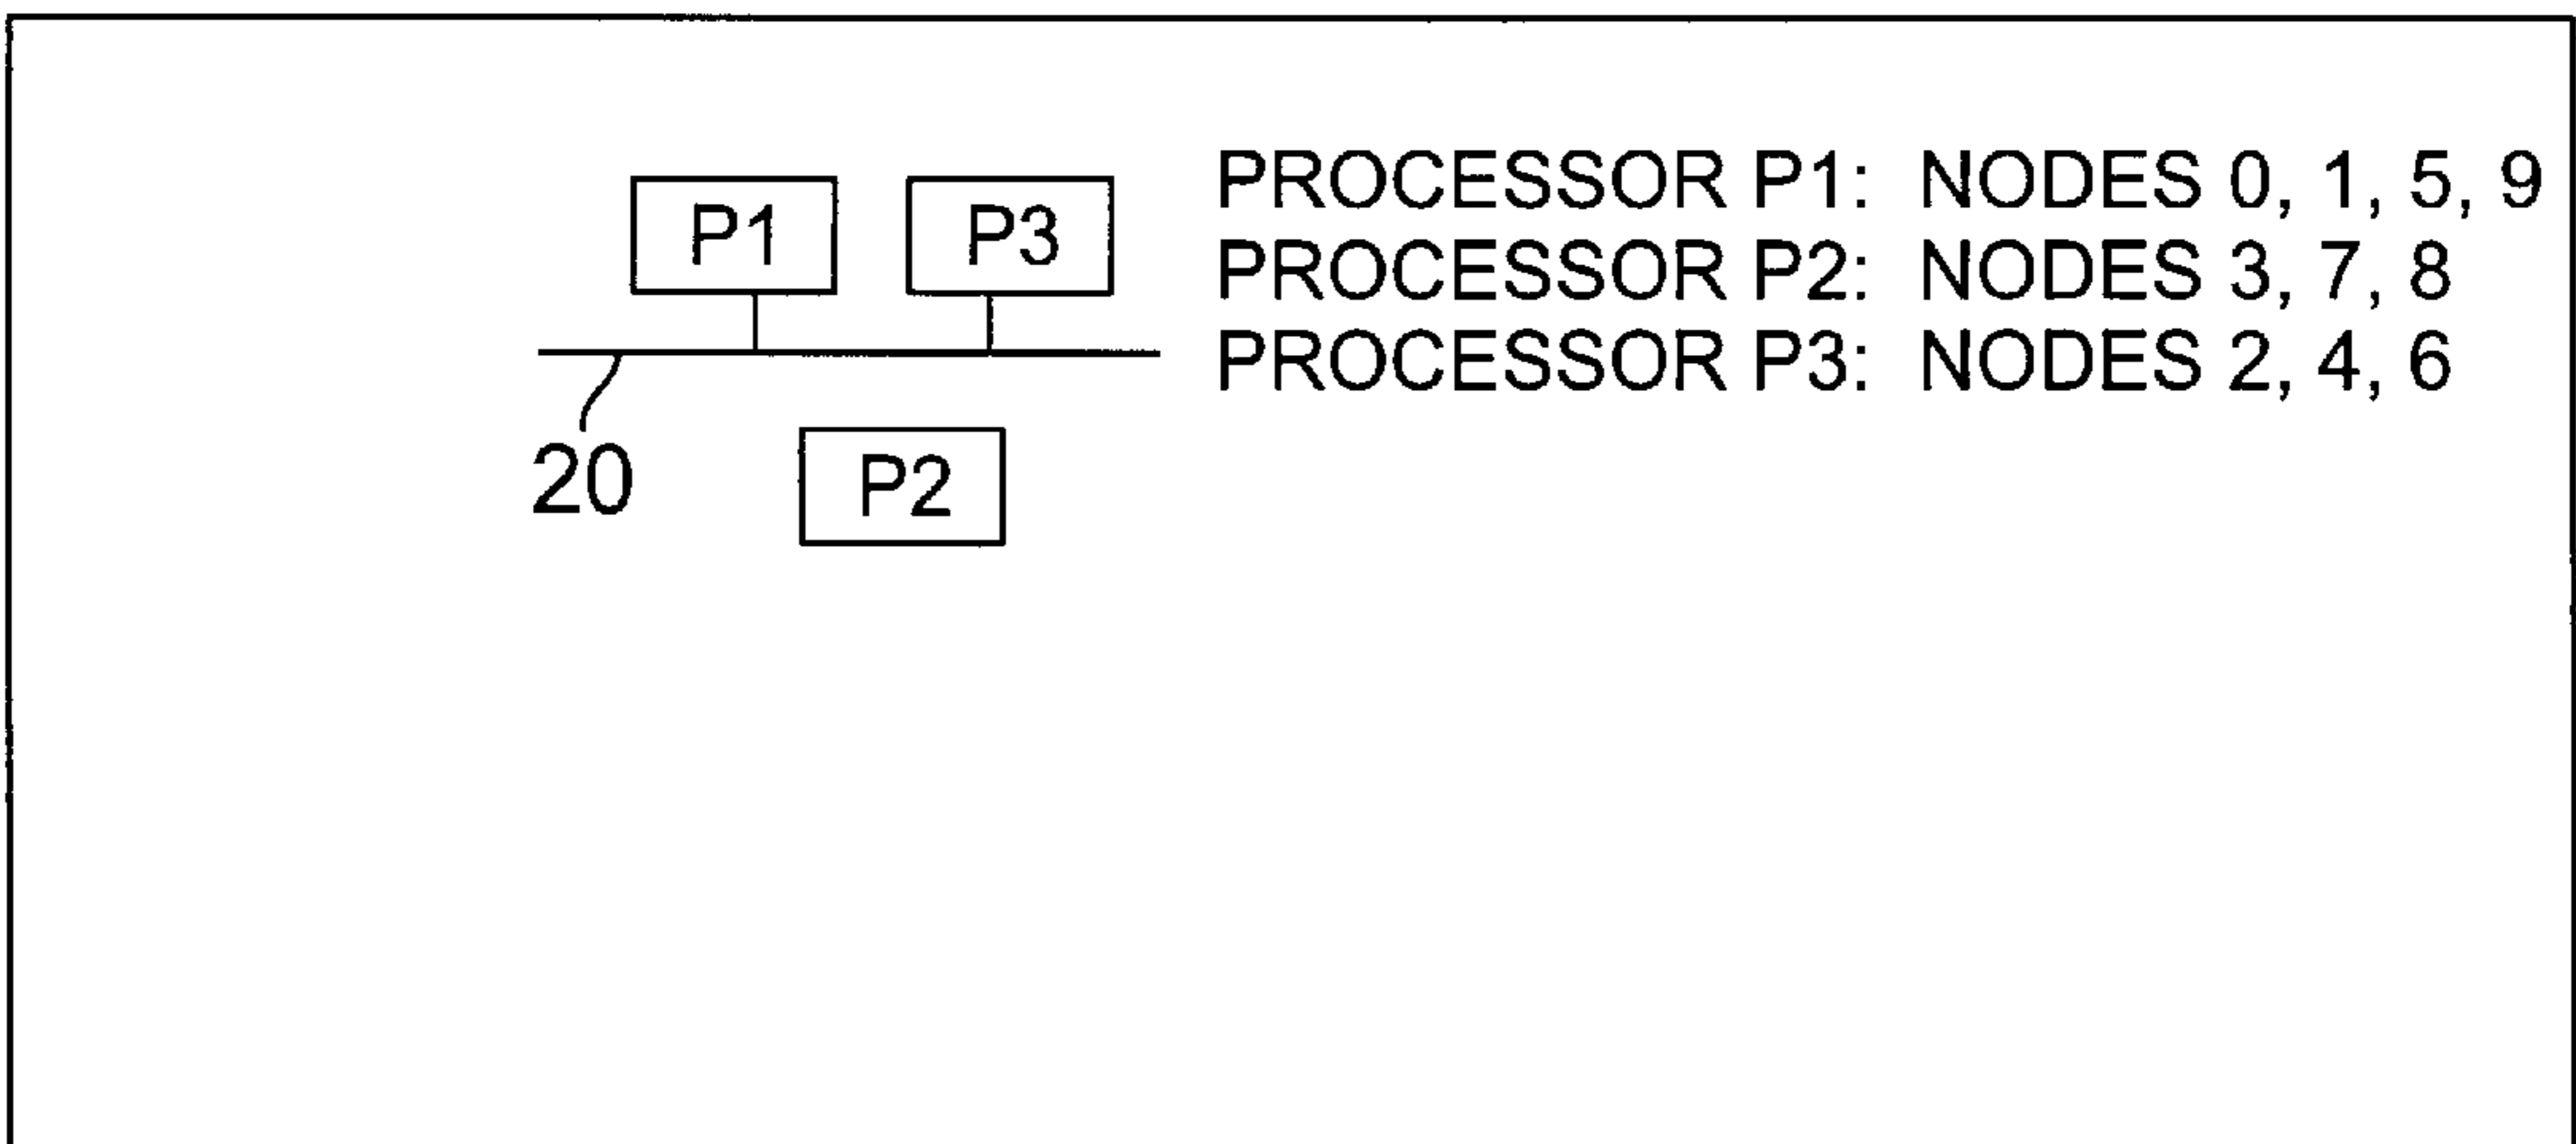 P1
P3
PROCESSOR P1: NODES 0, 1, 5, 9
PROCESSOR P2: NODES 3, 7, 8
PROCESSOR P3: NODES 2, 4, 6
20
P2